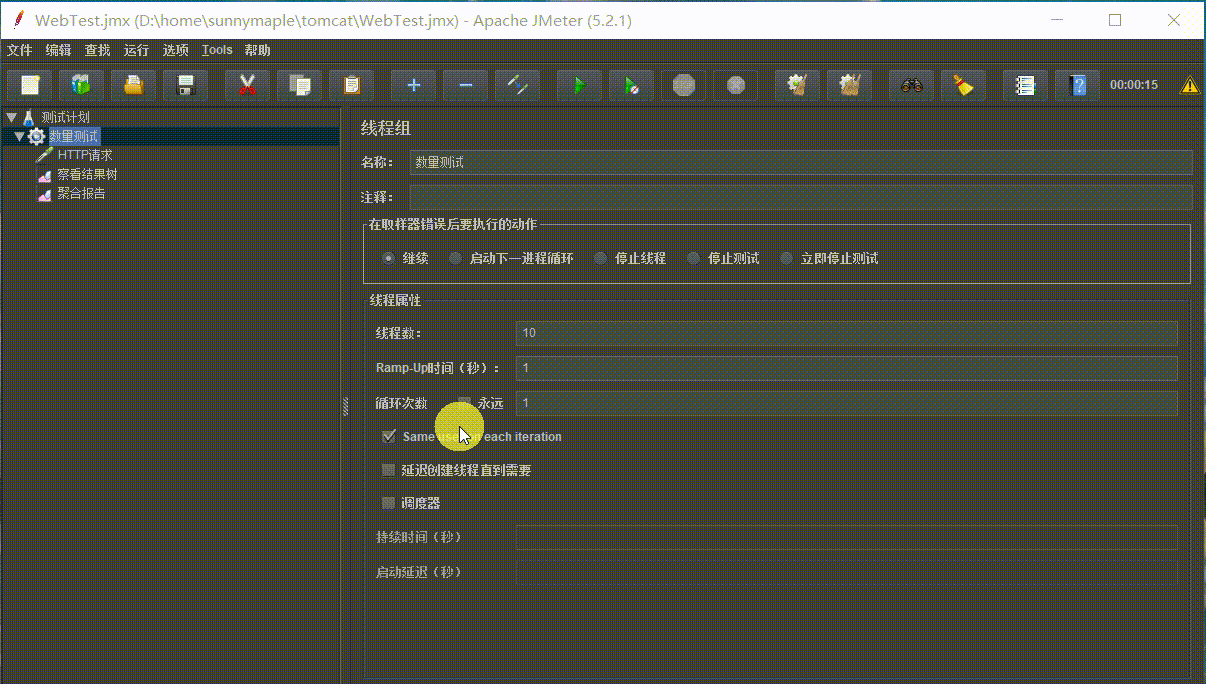 WebTest.jmx (D:\home\sunnymaple\tomcat\WebTest.jmx) - Apache JMeter (5.2.1)
文件 编辑 查找 运行 选项 Tools 帮助
00:00:15
测试计划
数量测试
HTTP请求
察看结果树
聚合报告
线程组
名称： 数量测试
注释：
在取样器错误后要执行的动作
继续 启动下一进程循环 停止线程 停止测试 立即停止测试
线程属性
线程数： 10
Ramp-Up时间（秒）： 1
循环次数 永远 1
Same user on each iteration
延迟创建线程直到需要
调度器
持续时间（秒）
启动延迟（秒）